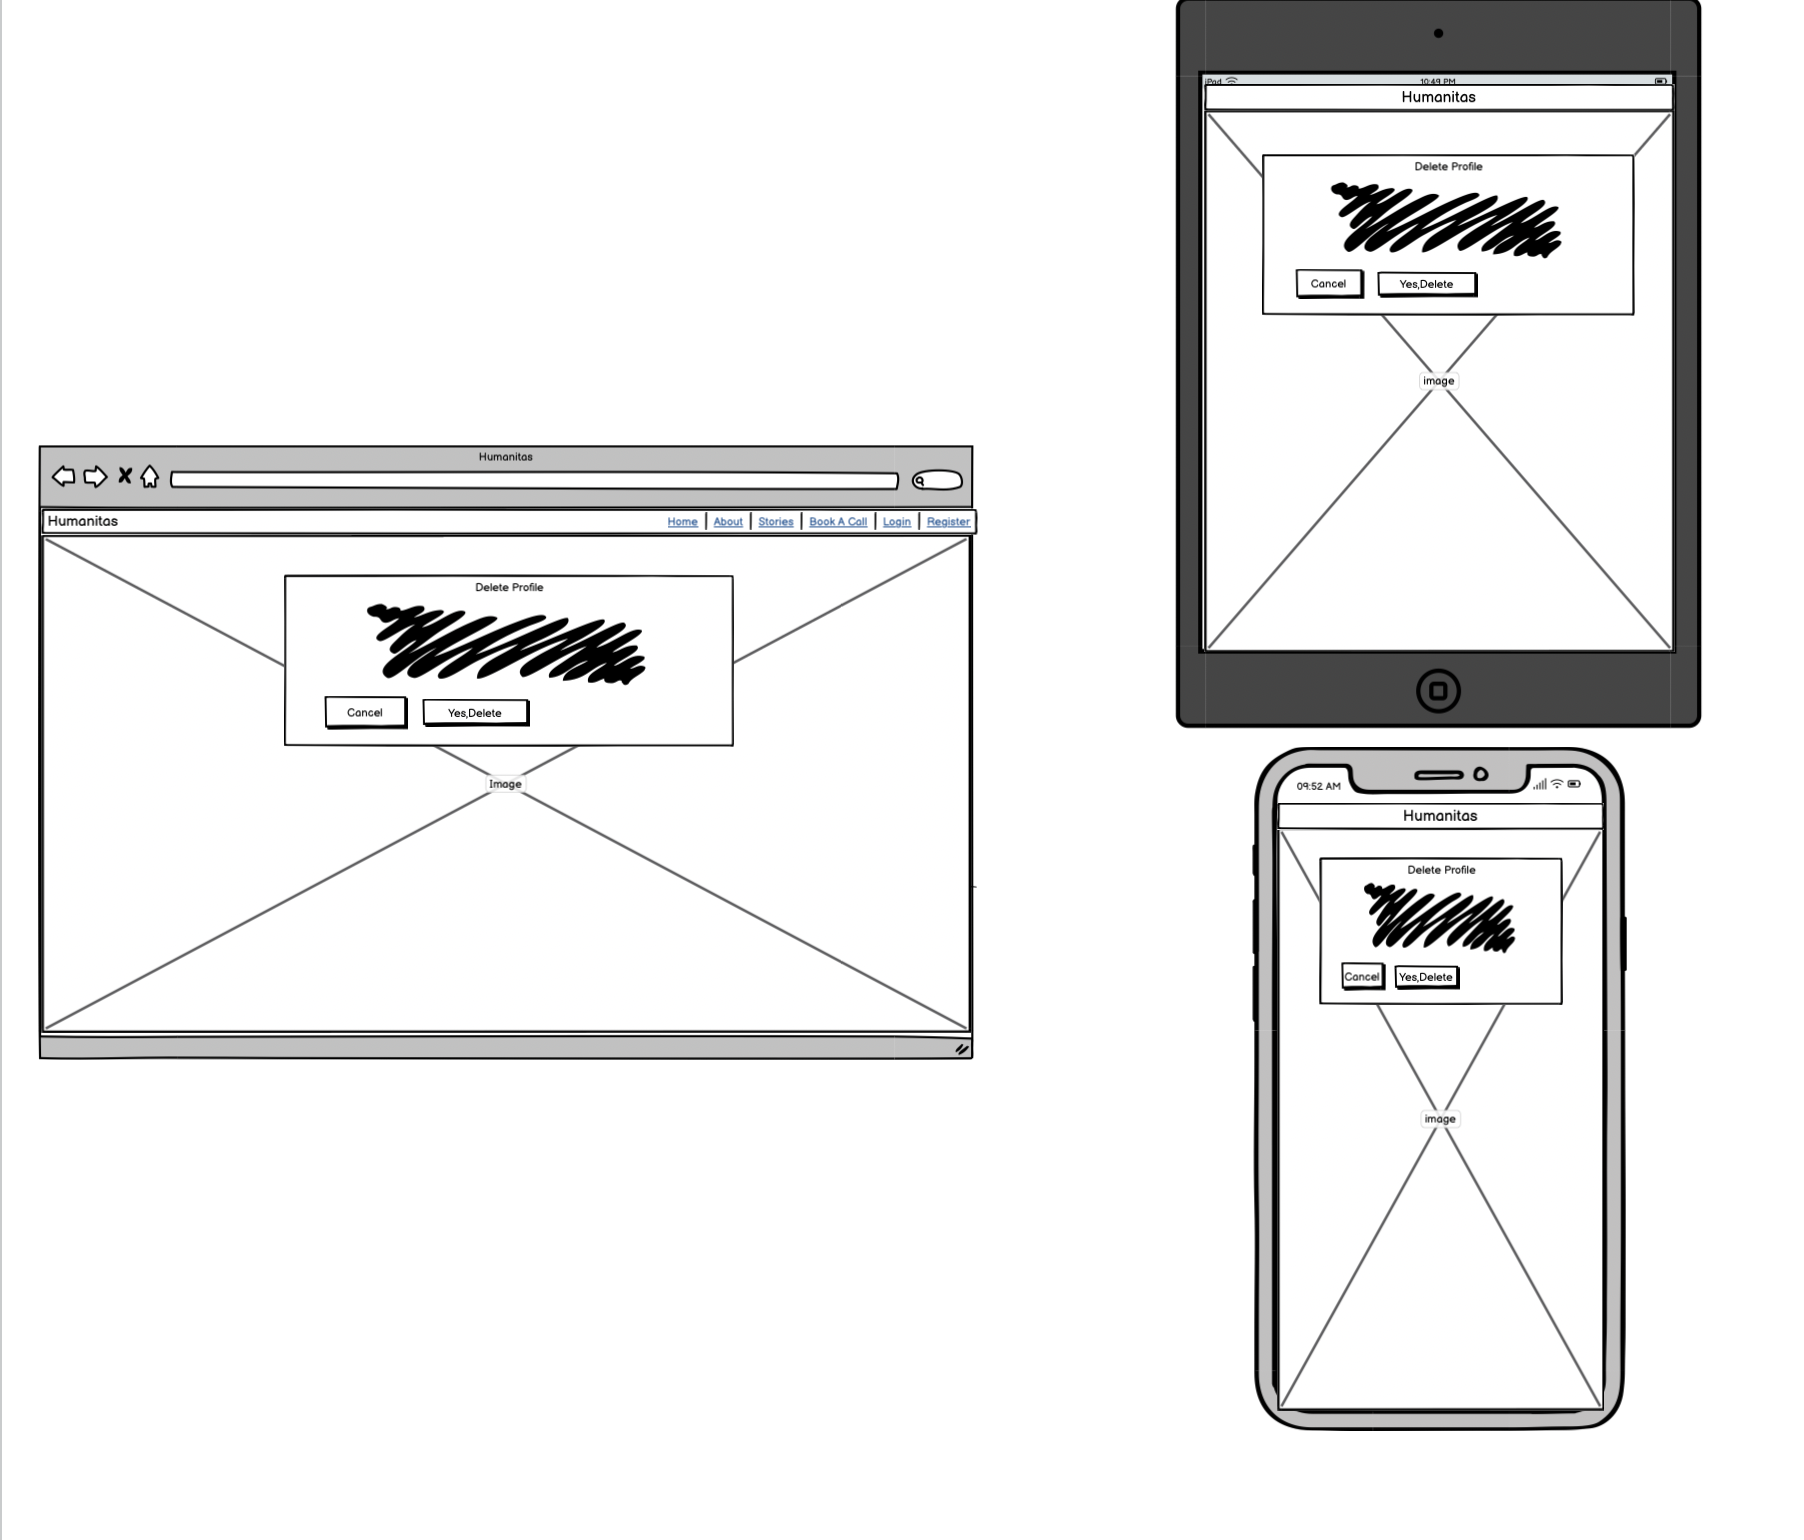 Humanitas
Humanitas
Home About Stories Book A Call Login Register
Delete Profile
Cancel Yes,Delete
Image
iPad 10:49 PM
Humanitas
Delete Profile
Cancel Yes,Delete
image
09:52 AM
Humanitas
Delete Profile
Cancel Yes,Delete
image